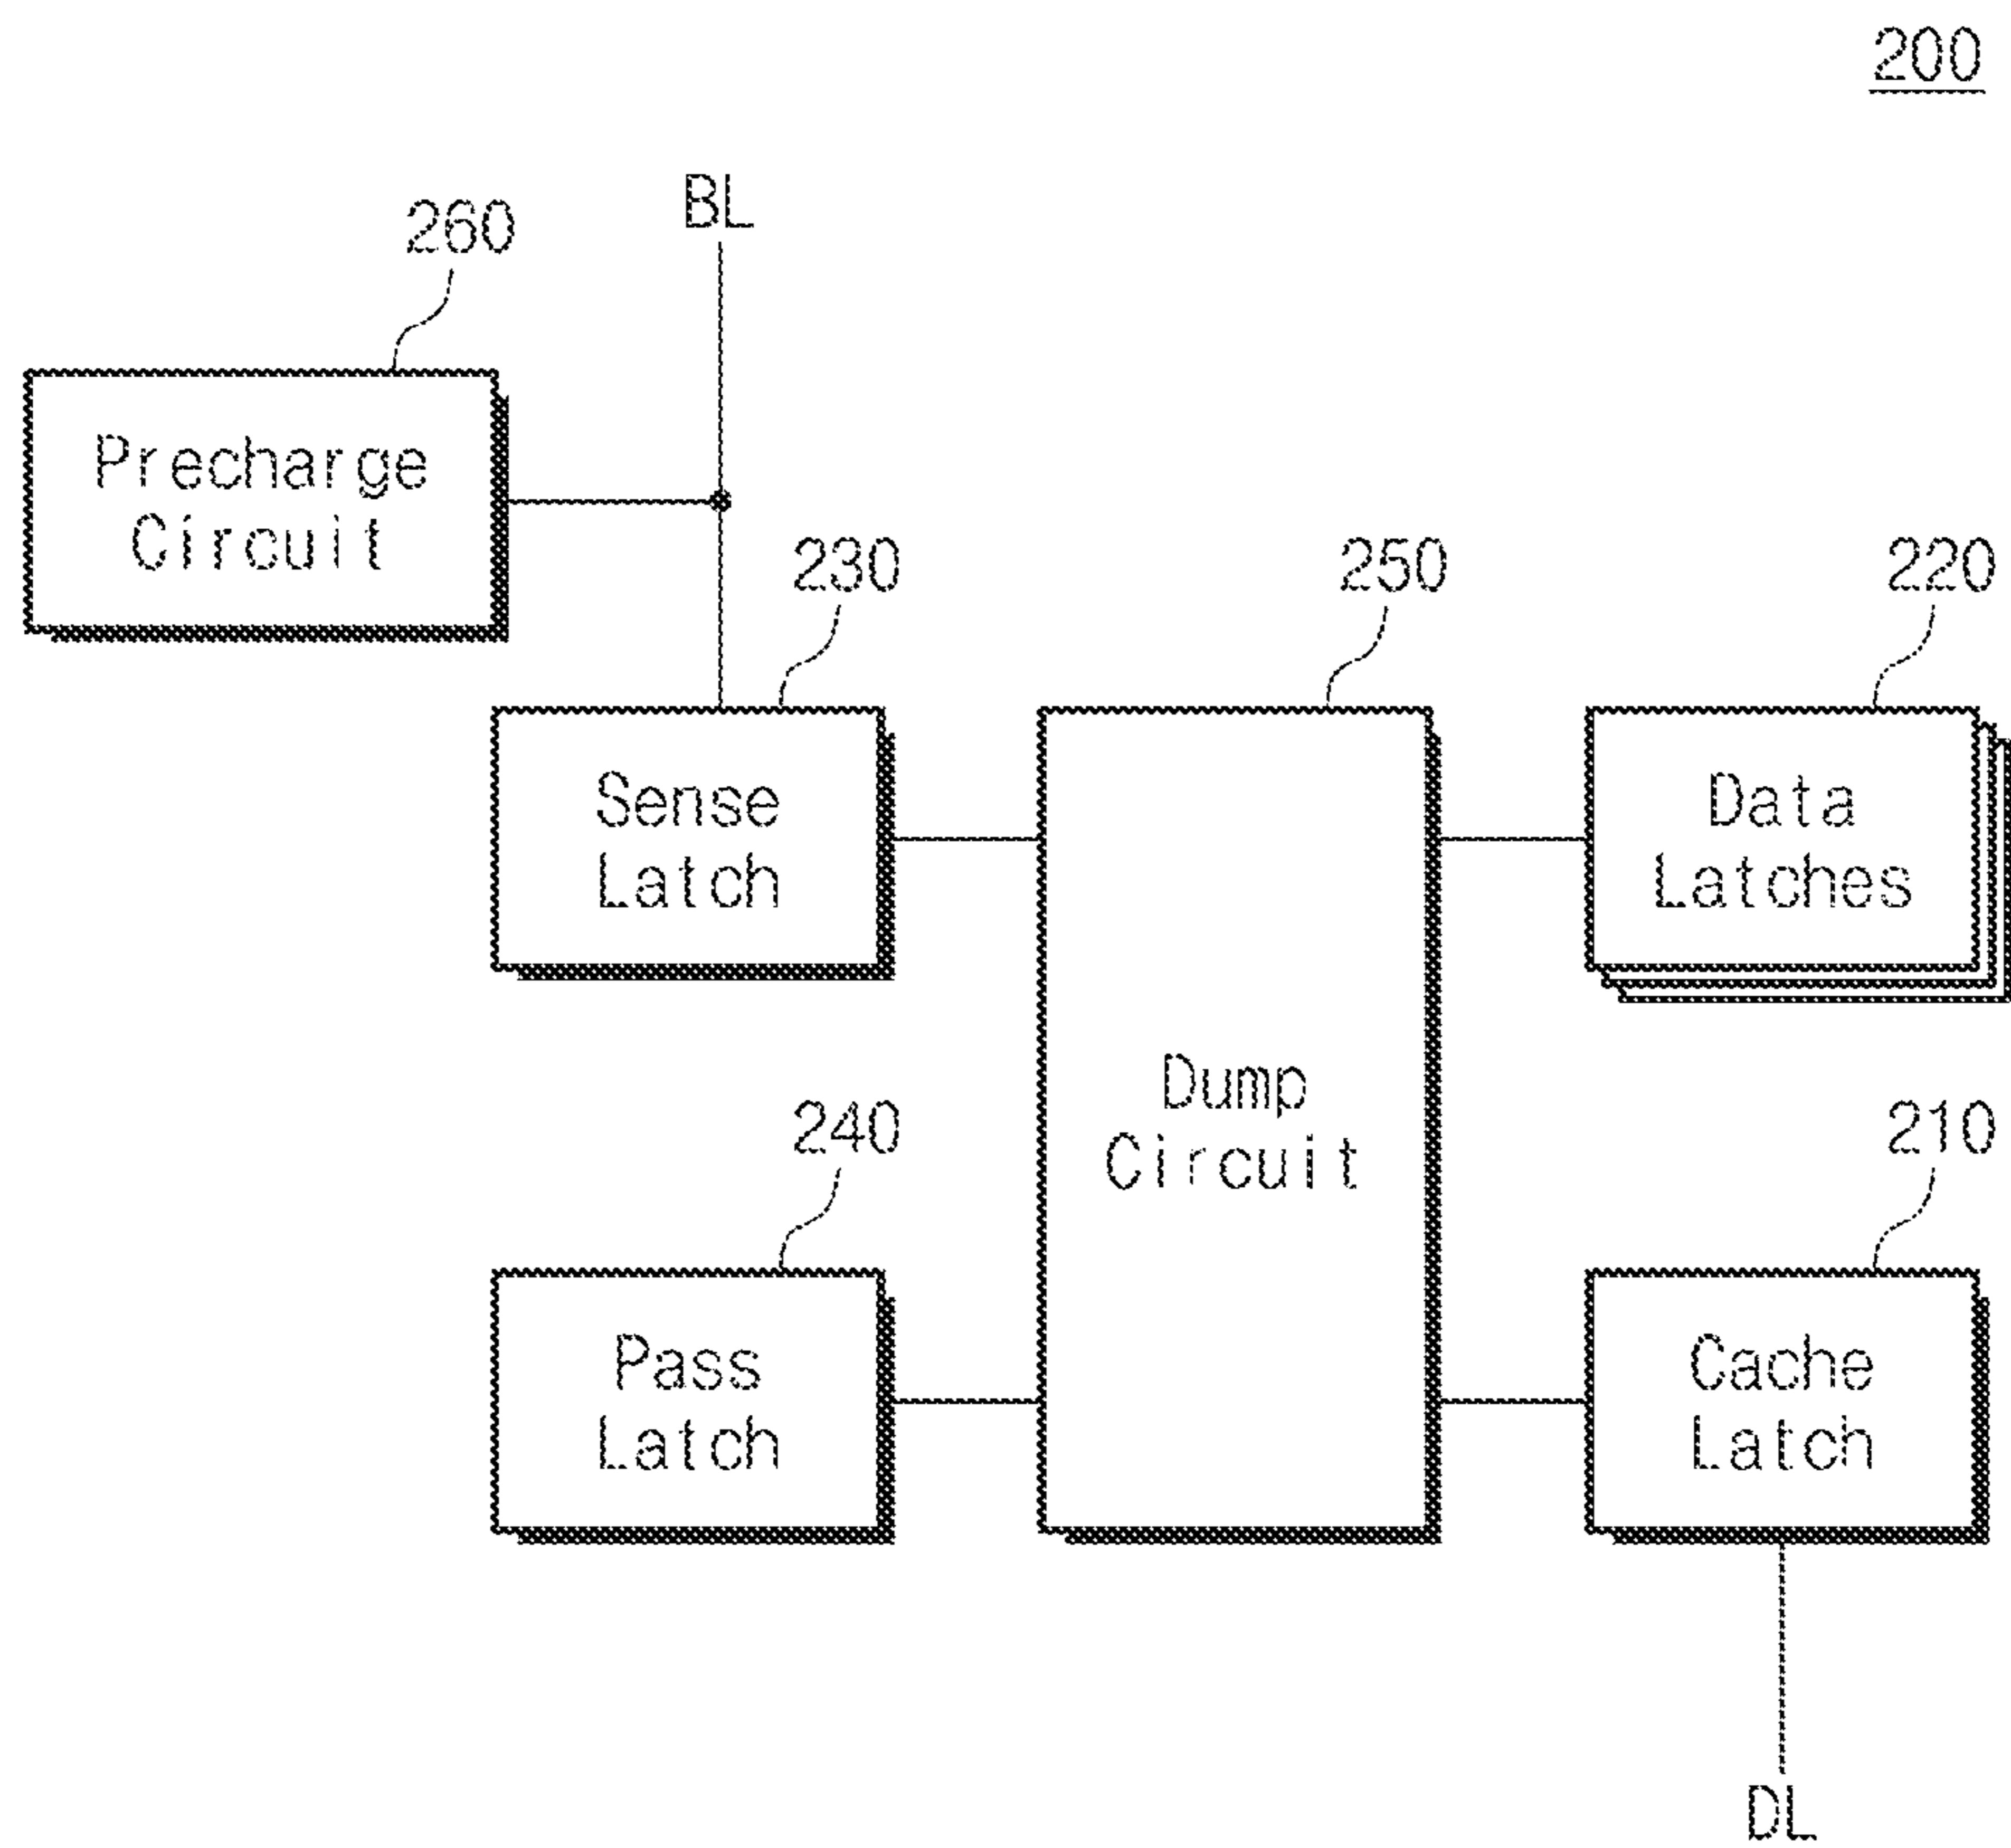 200
BL
260
Precharge
Circuit
230
250
220
Sense
Latch
Data
Latches
Dump
Circuit
240
210
Pass
Latch
Cache
Latch
DL